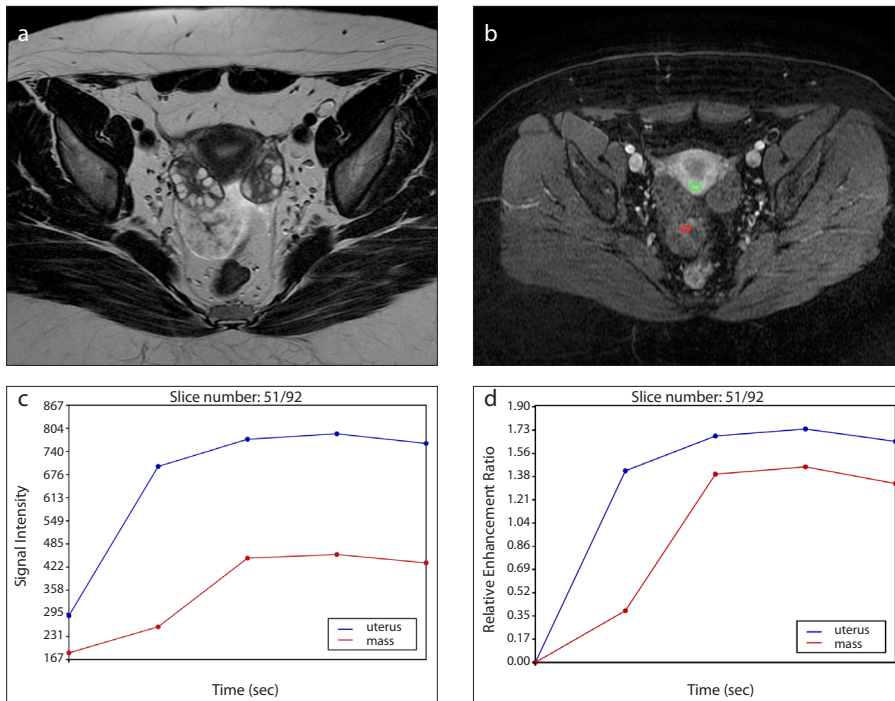 a
b
c
Slice number: 51/92
867
804
740
676
613
549
485
422
358
295
231
167
Signal Intensity
uterus
mass
Time (sec)
d
Slice number: 51/92
1.90
1.73
1.56
1.38
1.21
1.04
0.86
0.69
0.52
0.35
0.17
0.00
Relative Enhancement Ratio
uterus
mass
Time (sec)